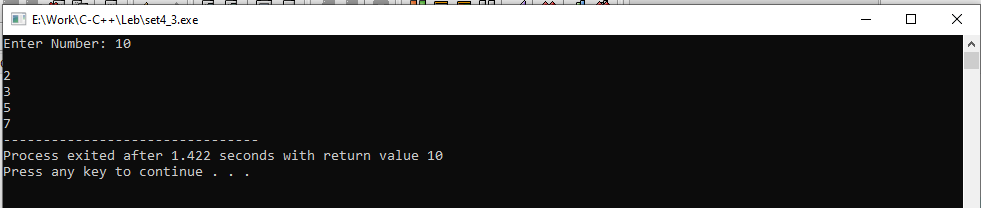 E:\Work\C-C++\Leb\set4_3.exe
Enter Number: 10
2
3
5
7
--------------------------------
Process exited after 1.422 seconds with return value 10
Press any key to continue . . .